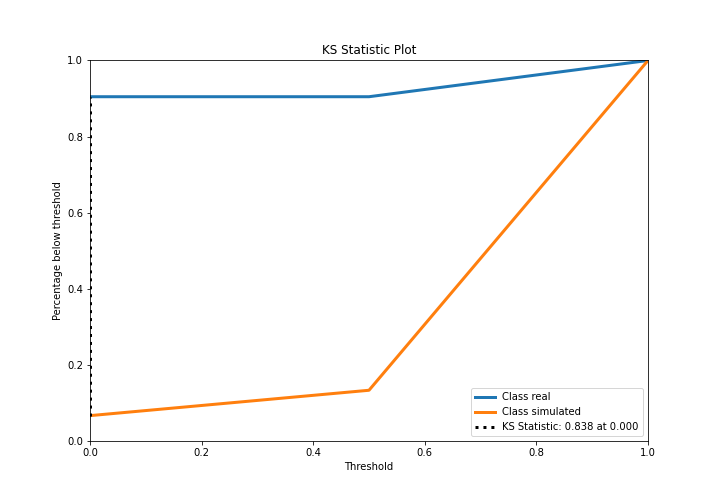 KS Statistic Plot
1.0
0.8
0.6
0.4
0.2
0.0
Percentage below threshold
0.0 0.2 0.4 0.6 0.8 1.0
Threshold
Class real
Class simulated
KS Statistic: 0.838 at 0.000